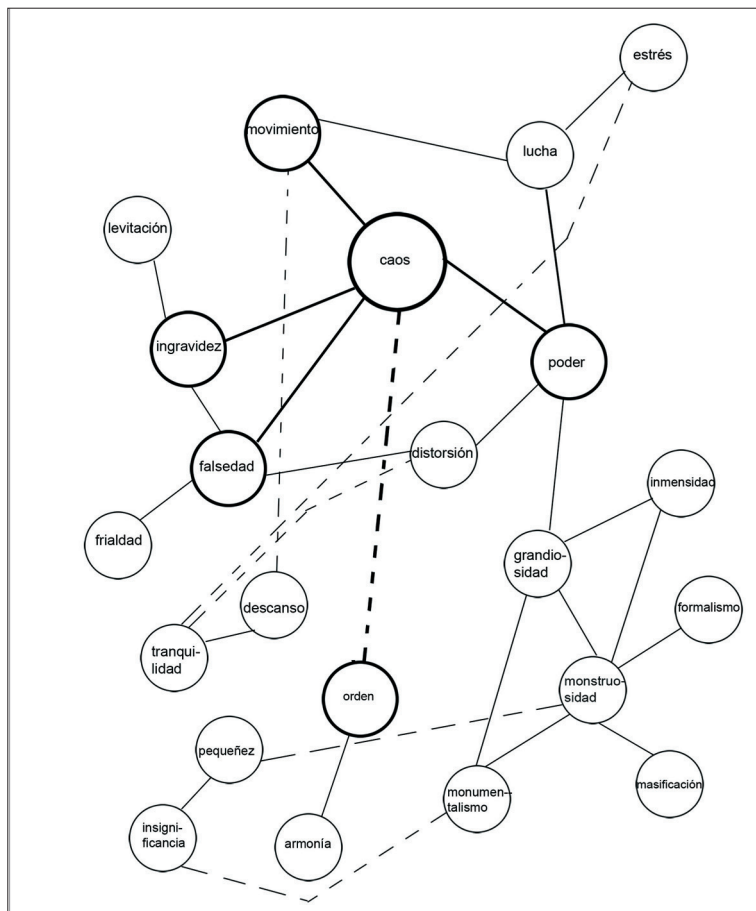 estrés
movimiento
lucha
levitación
caos
ingravidez
poder
falsedad
distorsión
inmensidad
frialdad
grandio-
sidad
descanso
formalismo
tranqui-
lidad
monstruo-
sidad
orden
pequeñez
masificación
monumen-
talismo
insigni-
ficancia
armonía